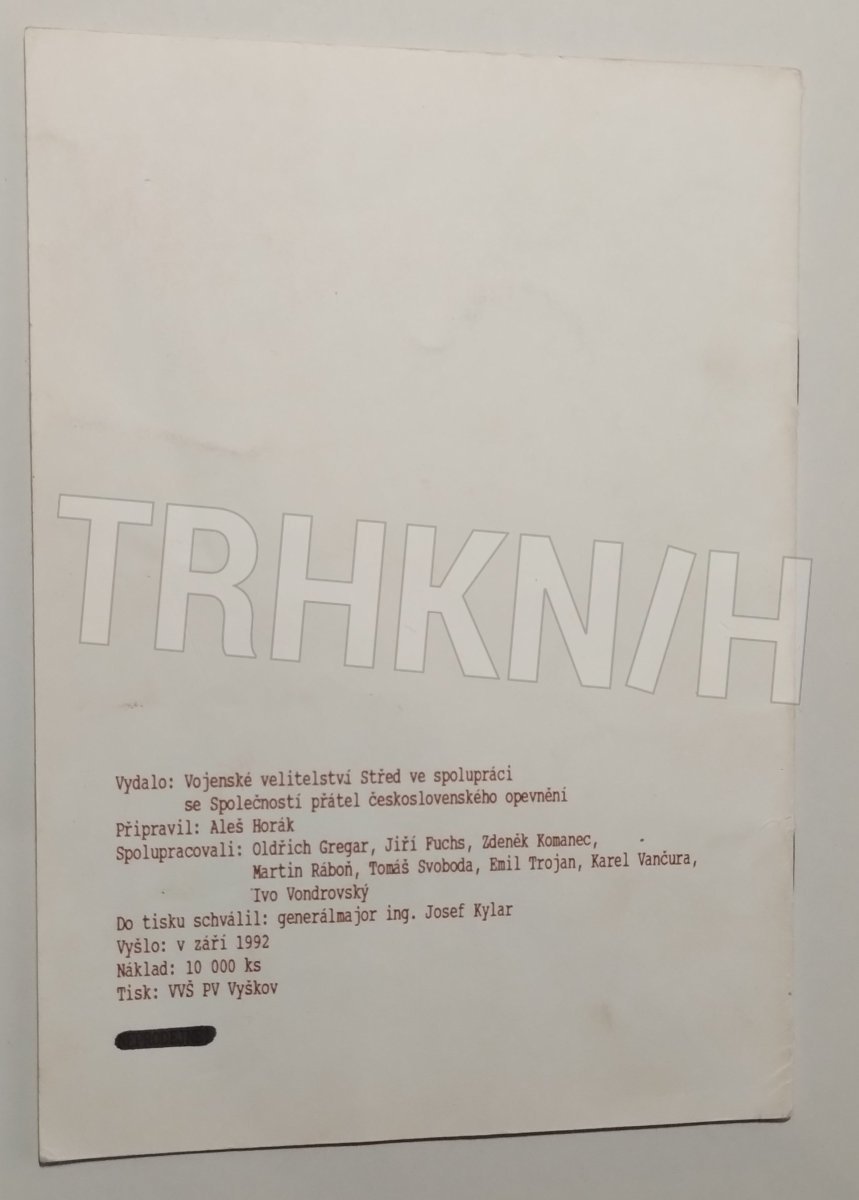 TRHKN/H
Vydalo: Vojenské velitelství Střed ve spolupráci
se Společností přátel československého opevnění
Připravil: Aleš Horák
Spolupracovali: Oldřich Gregar, Jiří Fuchs, Zdeněk Komanec,
Martin Ráboň, Tomáš Svoboda, Emil Trojan, Karel Vančura,
Ivo Vondrovský
Do tisku schválil: generálmajor ing. Josef Kylar
Vyšlo: v září 1992
Náklad: 10 000 ks
Tisk: VVŠ PV Vyškov